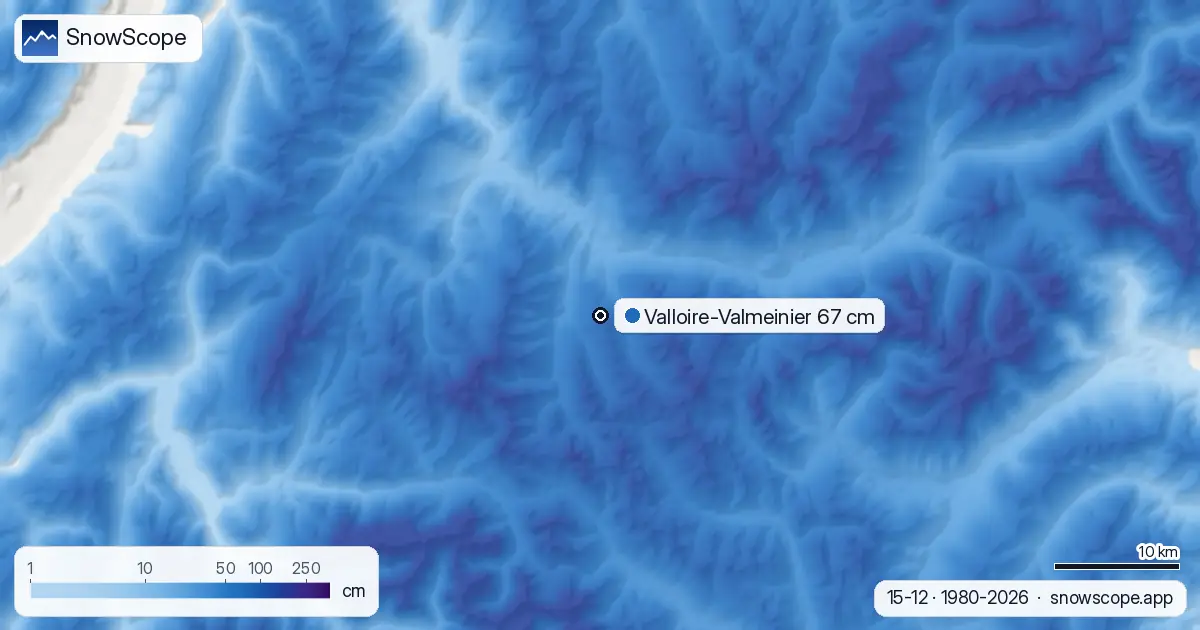 SnowScope
Valloire-Valmeinier 67 cm
1 10 50 100 250
cm
10 km
15-12 · 1980-2026 · snowscope.app